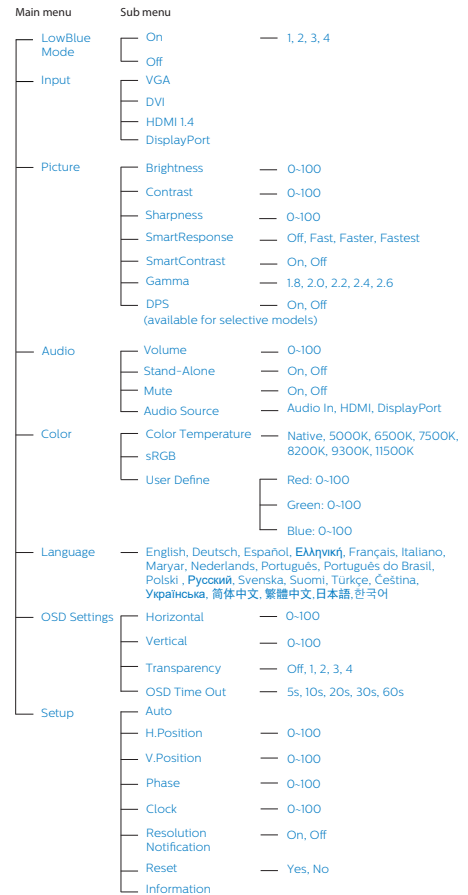 Main menu Sub menu
LowBlue Mode On 1, 2, 3, 4
Off
Input VGA
DVI
HDMI 1.4
DisplayPort
Picture Brightness 0~100
Contrast 0~100
Sharpness 0~100
SmartResponse Off, Fast, Faster, Fastest
SmartContrast On, Off
Gamma 1.8, 2.0, 2.2, 2.4, 2.6
DPS On, Off
(available for selective models)
Audio Volume 0~100
Stand-Alone On, Off
Mute On, Off
Audio Source Audio In, HDMI, DisplayPort
Color Color Temperature Native, 5000K, 6500K, 7500K,
8200K, 9300K, 11500K
sRGB
User Define Red: 0~100
Green: 0~100
Blue: 0~100
Language English, Deutsch, Español, Ελληνική, Français, Italiano,
Maryar, Nederlands, Português, Português do Brasil,
Polski , Русский, Svenska, Suomi, Türkçe, Čeština,
Українська, 简体中文, 繁體中文,日本語,한국어
OSD Settings Horizontal 0~100
Vertical 0~100
Transparency Off, 1, 2, 3, 4
OSD Time Out 5s, 10s, 20s, 30s, 60s
Setup Auto
H.Position 0~100
V.Position 0~100
Phase 0~100
Clock 0~100
Resolution Notification On, Off
Reset Yes, No
Information